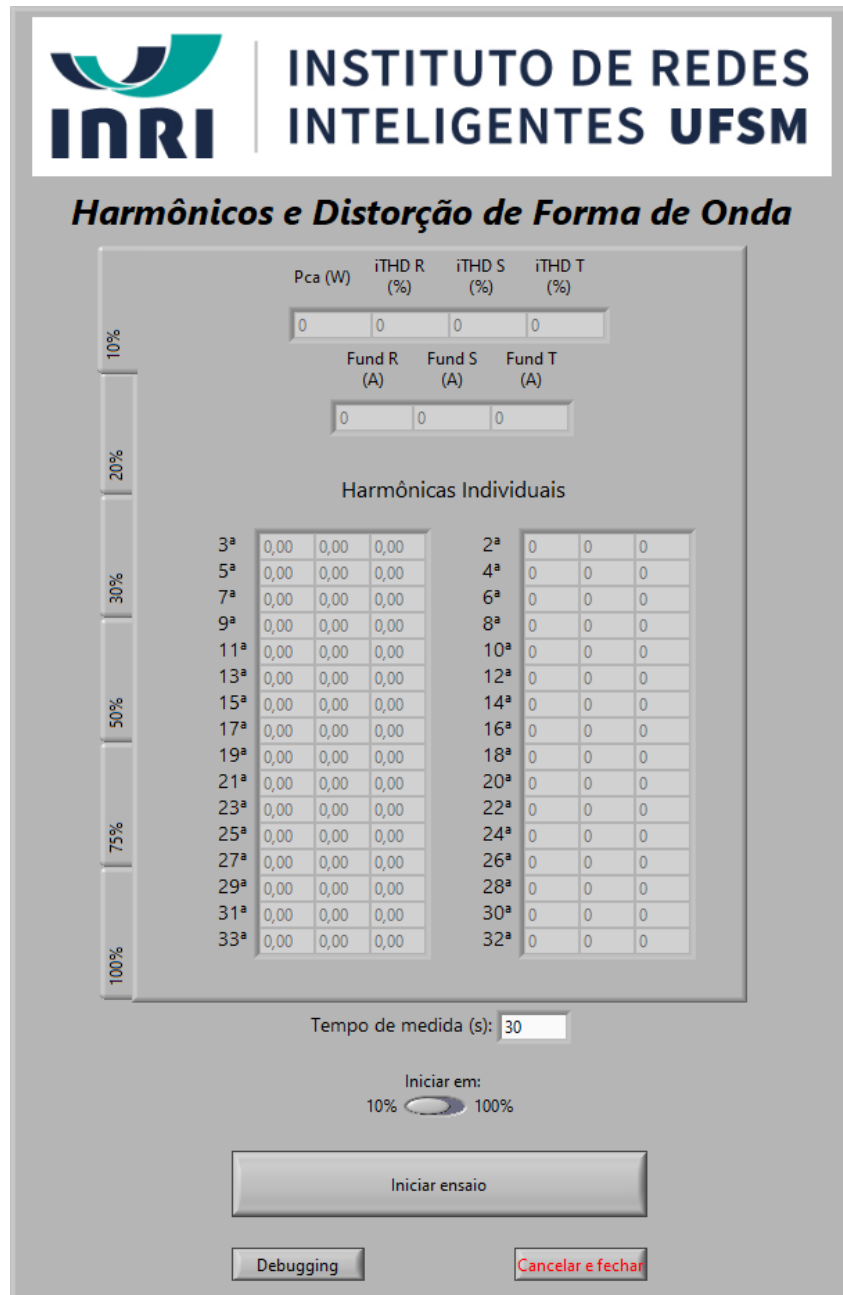 INRI
INSTITUTO DE REDES
INTELIGENTES UFSM
Harmônicos e Distorção de Forma de Onda
10%
20%
30%
50%
75%
100%
Pca (W) iTHD R (%) iTHD S (%) iTHD T (%)
0 0 0 0
Fund R (A) Fund S (A) Fund T (A)
0 0 0
Harmônicas Individuais
3ª 0,00 0,00 0,00 2ª 0 0 0
5ª 0,00 0,00 0,00 4ª 0 0 0
7ª 0,00 0,00 0,00 6ª 0 0 0
9ª 0,00 0,00 0,00 8ª 0 0 0
11ª 0,00 0,00 0,00 10ª 0 0 0
13ª 0,00 0,00 0,00 12ª 0 0 0
15ª 0,00 0,00 0,00 14ª 0 0 0
17ª 0,00 0,00 0,00 16ª 0 0 0
19ª 0,00 0,00 0,00 18ª 0 0 0
21ª 0,00 0,00 0,00 20ª 0 0 0
23ª 0,00 0,00 0,00 22ª 0 0 0
25ª 0,00 0,00 0,00 24ª 0 0 0
27ª 0,00 0,00 0,00 26ª 0 0 0
29ª 0,00 0,00 0,00 28ª 0 0 0
31ª 0,00 0,00 0,00 30ª 0 0 0
33ª 0,00 0,00 0,00 32ª 0 0 0
Tempo de medida (s): 30
Iniciar em:
10% 100%
Iniciar ensaio
Debugging Cancelar e fechar